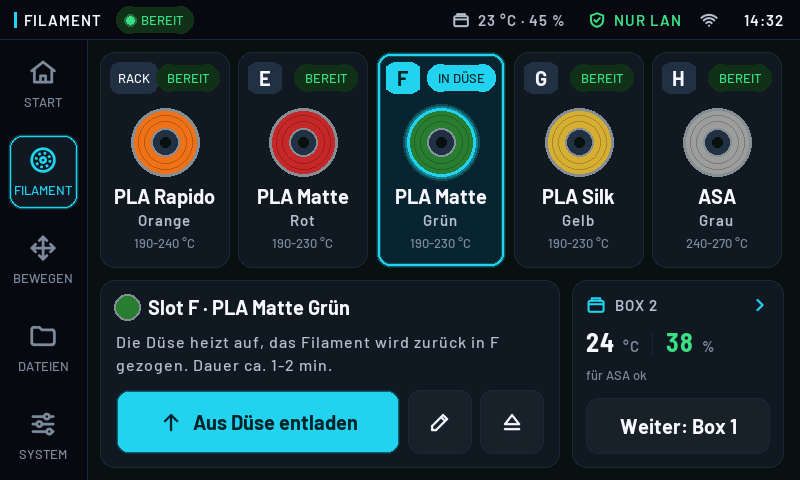 FILAMENT
BEREIT
23 °C · 45 %
NUR LAN
14:32
START
FILAMENT
BEWEGEN
DATEIEN
SYSTEM
RACK
BEREIT
PLA Rapido
Orange
190-240 °C
E
BEREIT
PLA Matte
Rot
190-230 °C
F
IN DÜSE
PLA Matte
Grün
190-230 °C
G
BEREIT
PLA Silk
Gelb
190-230 °C
H
BEREIT
ASA
Grau
240-270 °C
Slot F · PLA Matte Grün
Die Düse heizt auf, das Filament wird zurück in F
gezogen. Dauer ca. 1-2 min.
Aus Düse entladen
BOX 2
24 °C
38 %
für ASA ok
Weiter: Box 1